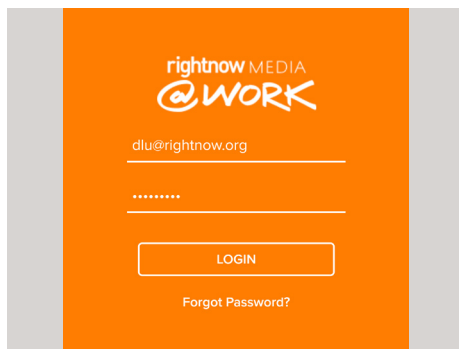 rightnow MEDIA
@WORK
dlu@rightnow.org
•••••••••
LOGIN
Forgot Password?